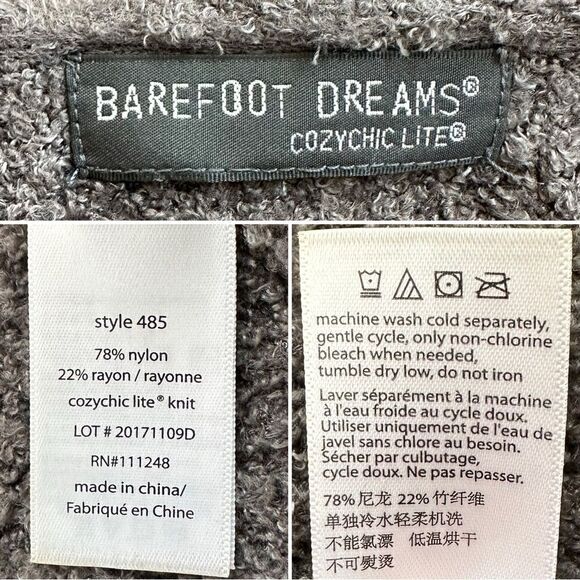 BAREFOOT DREAMS®
COZYCHIC LITE®
style 485
78% nylon
22% rayon / rayonne
cozychic lite® knit
LOT # 20171109D
RN#111248
made in china/
Fabriqué en Chine
machine wash cold separately,
gentle cycle, only non-chlorine
bleach when needed,
tumble dry low, do not iron
Laver séparément à la machine
à l'eau froide au cycle doux.
Utiliser uniquement de l'eau de
javel sans chlore au besoin.
Sécher par culbutage,
cycle doux. Ne pas repasser.
78% 尼龙 22% 竹纤维
单独冷水轻柔机洗
不能氯漂 低温烘干
不可熨烫